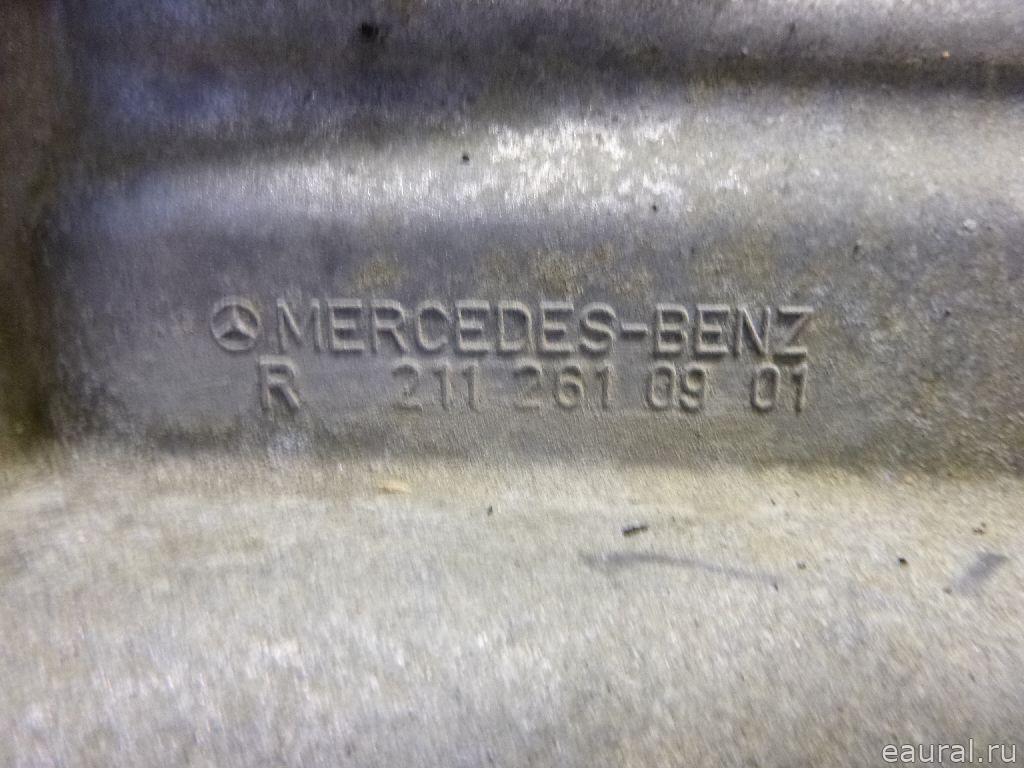 MERCEDES-BENZ
R 211 261 09 01
eaural.ru